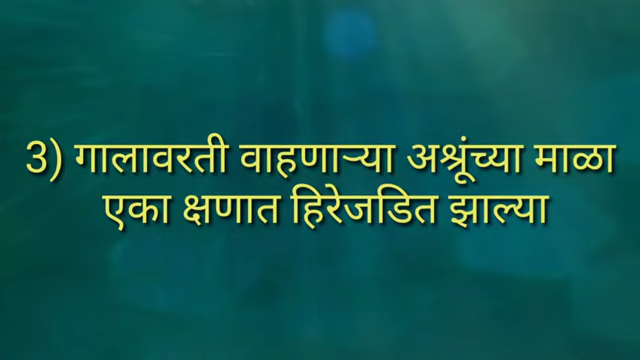 3) गालावरती वाहणाऱ्या अश्रूंच्या माळा
एका क्षणात हिरेजडित झाल्या